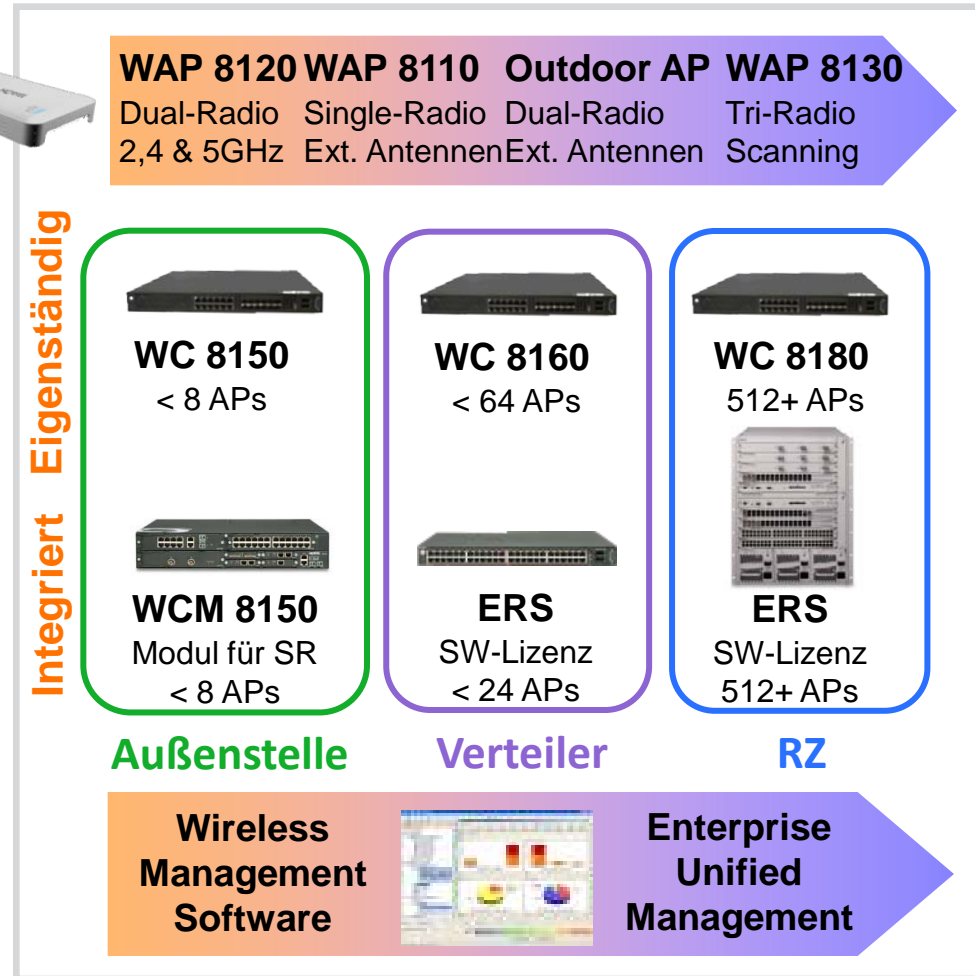 WAP 8120 WAP 8110 Outdoor AP WAP 8130
Dual-Radio Single-Radio Dual-Radio Tri-Radio
2,4 & 5GHz Ext. Antennen Ext. Antennen Scanning
Eigenständig
WC 8150 WC 8160 WC 8180
< 8 APs < 64 APs 512+ APs
Integriert
WCM 8150 ERS ERS
Modul für SR SW-Lizenz SW-Lizenz
< 8 APs < 24 APs 512+ APs
Außenstelle Verteiler RZ
Wireless
Management
Software
Enterprise
Unified
Management